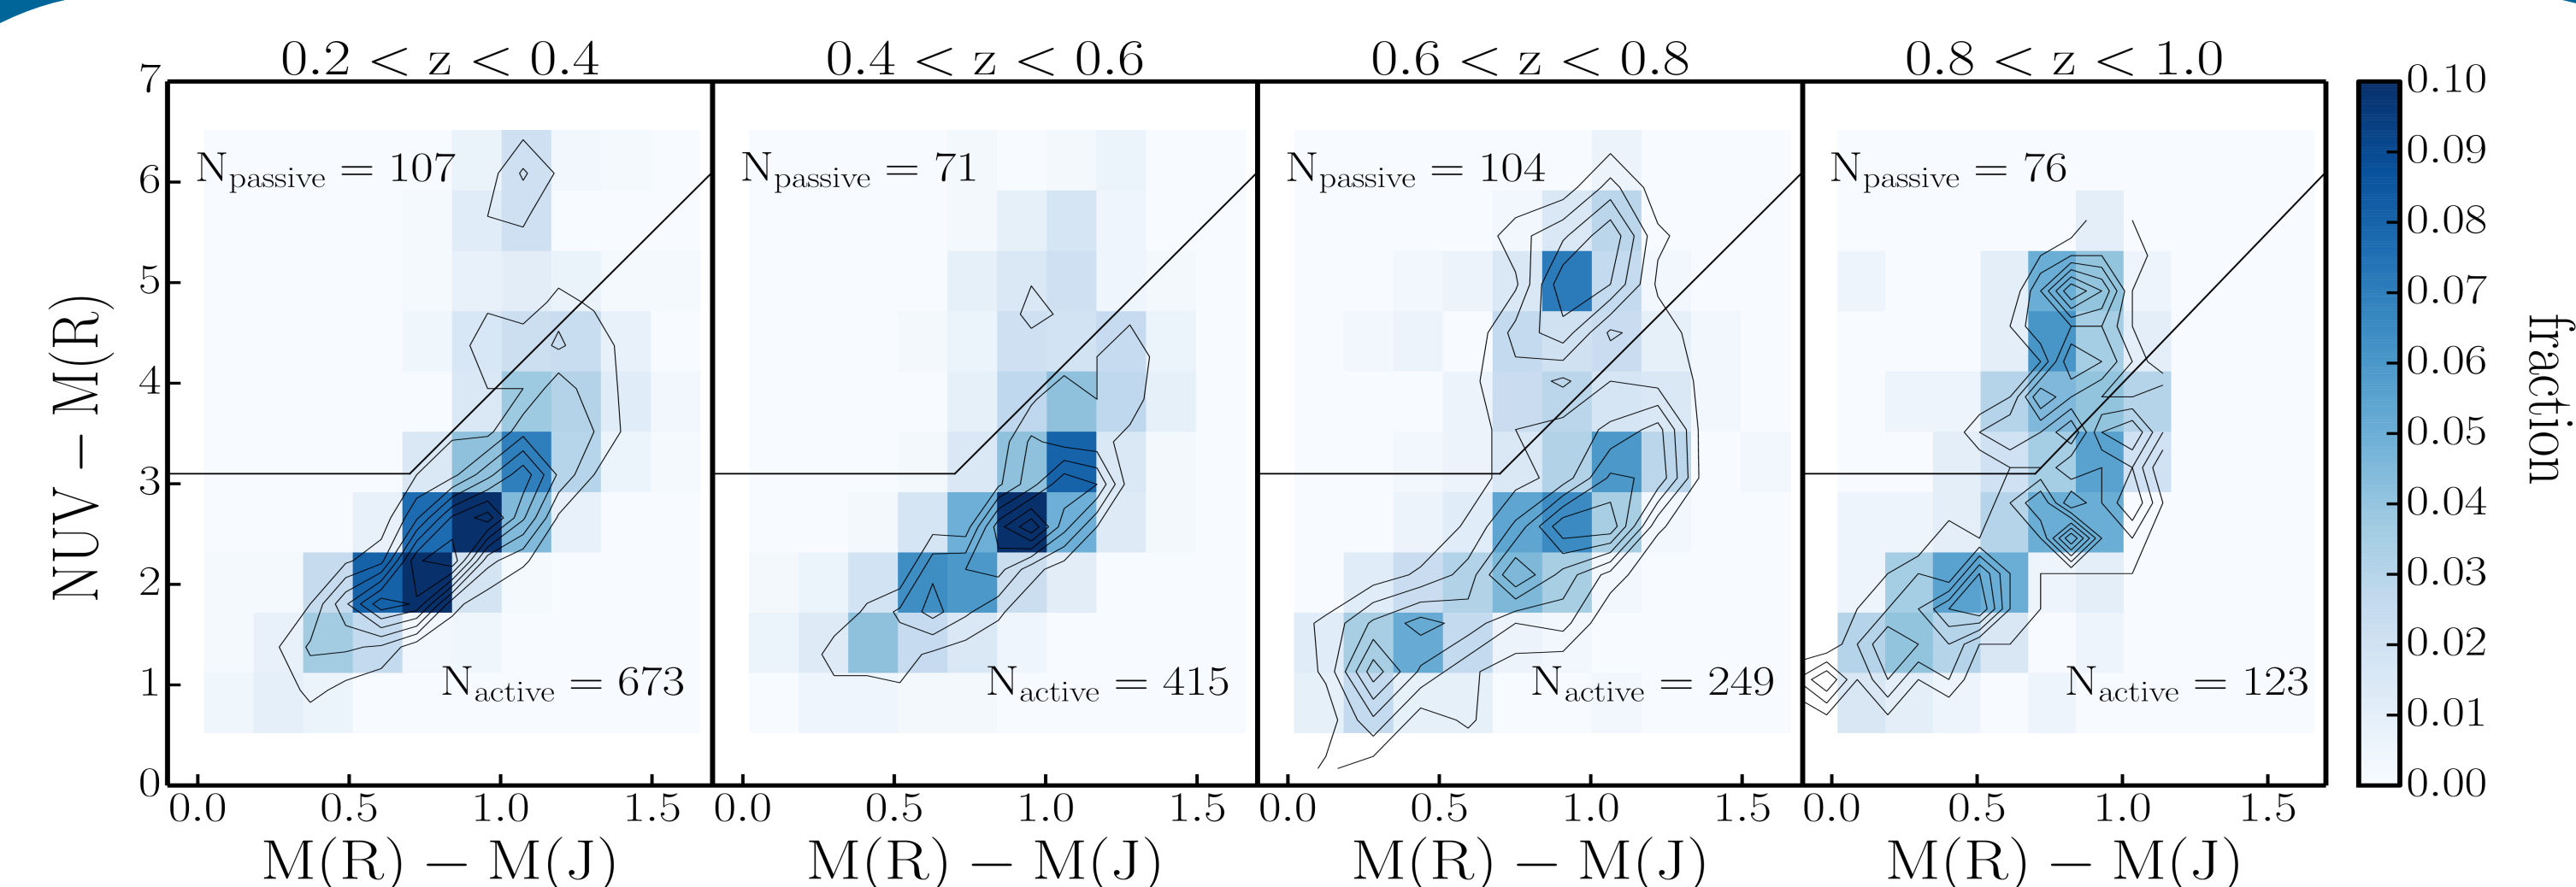 0.2 < z < 0.4
0.4 < z < 0.6
0.6 < z < 0.8
0.8 < z < 1.0
7
6
5
4
3
2
1
0
NUV − M(R)
N_passive = 107
N_active = 673
N_passive = 71
N_active = 415
N_passive = 104
N_active = 249
N_passive = 76
N_active = 123
0.0 0.5 1.0 1.5
0.0 0.5 1.0 1.5
0.0 0.5 1.0 1.5
0.0 0.5 1.0 1.5
M(R) − M(J)
M(R) − M(J)
M(R) − M(J)
M(R) − M(J)
0.10
0.09
0.08
0.07
0.06
0.05
0.04
0.03
0.02
0.01
0.00
fraction